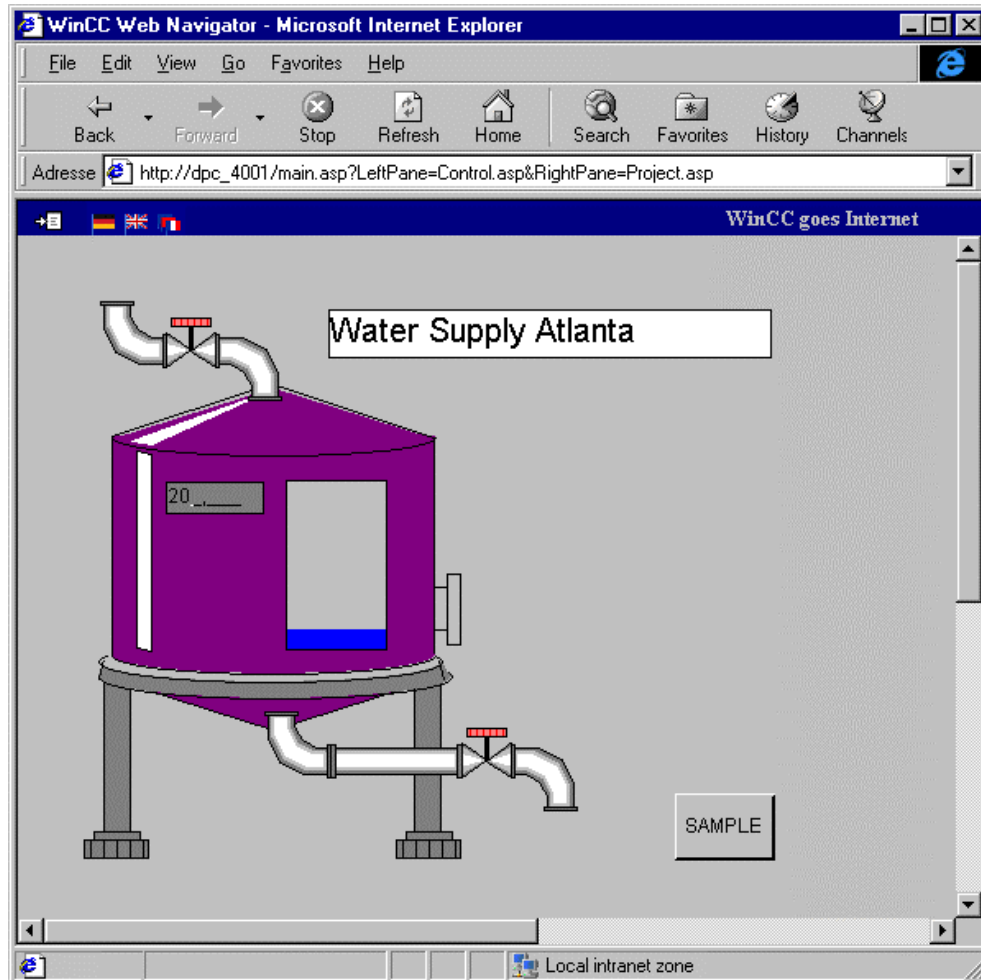 WinCC Web Navigator - Microsoft Internet Explorer
File Edit View Go Favorites Help
Back Forward Stop Refresh Home Search Favorites History Channels
Adresse http://dpc_4001/main.asp?LeftPane=Control.asp&RightPane=Project.asp
WinCC goes Internet
Water Supply Atlanta
20_,___
SAMPLE
Local intranet zone